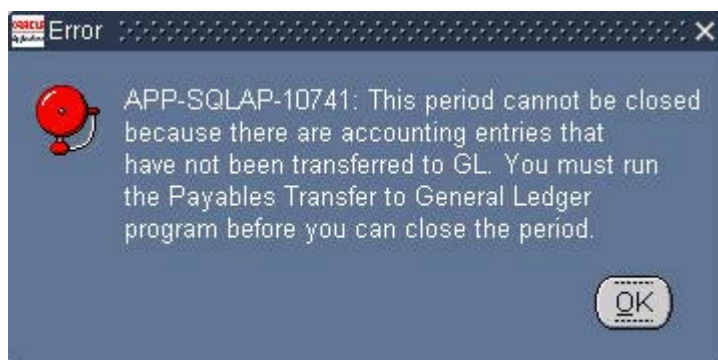 ORACLE
Error
APP-SQLAP-10741: This period cannot be closed
because there are accounting entries that
have not been transferred to GL. You must run
the Payables Transfer to General Ledger
program before you can close the period.
OK